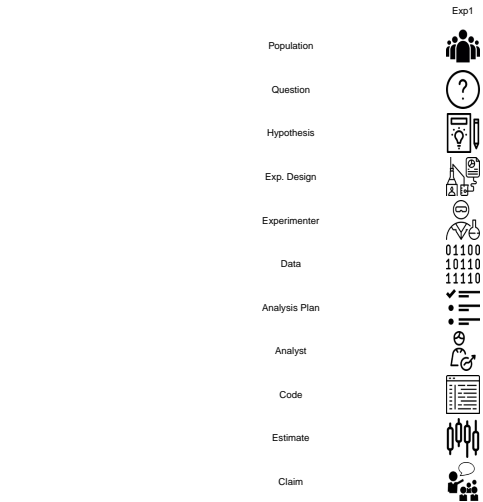 Exp1
Population
Question
?
Hypothesis
Exp. Design
Experimenter
01100
Data
10110
11110
Analysis Plan
Analyst
Code
Estimate
Claim